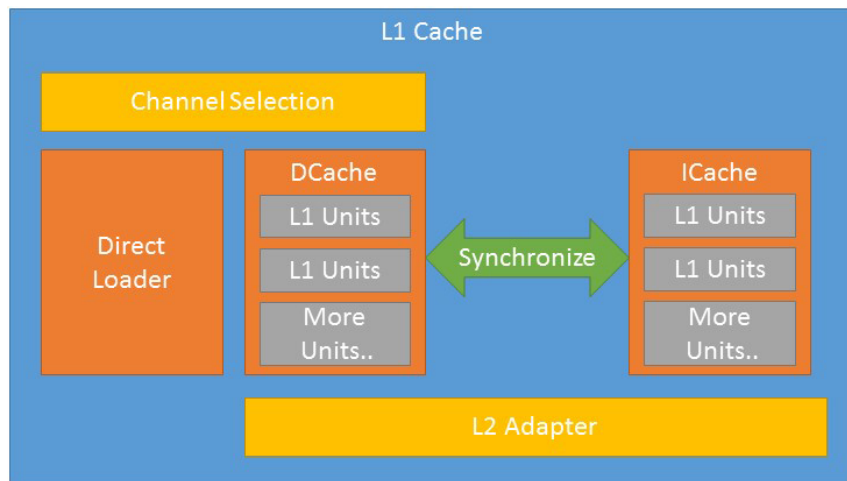 L1 Cache
Channel Selection
Direct
Loader
DCache
L1 Units
L1 Units
More
Units..
Synchronize
ICache
L1 Units
L1 Units
More
Units..
L2 Adapter